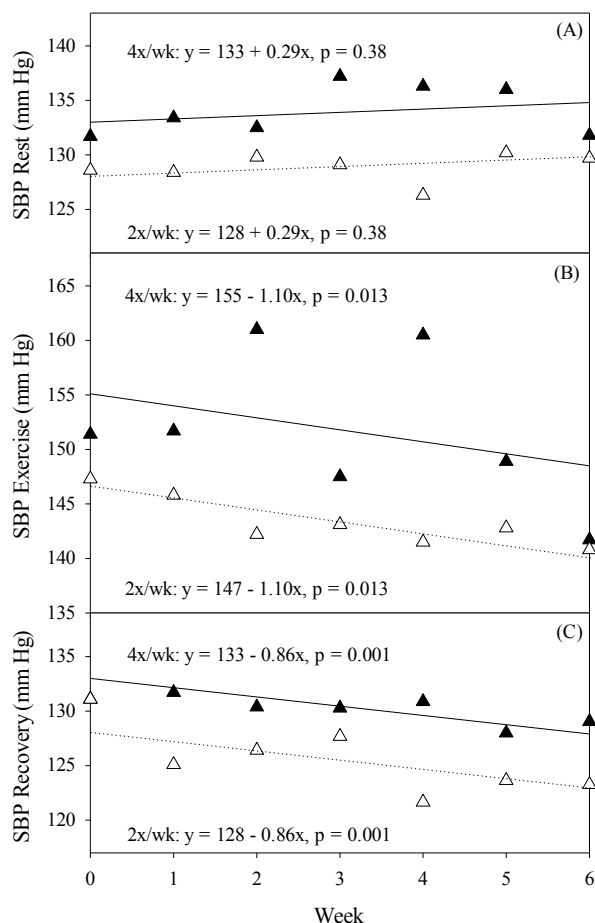 (A)
4x/wk: y = 133 + 0.29x, p = 0.38
140
135
130
125
SBP Rest (mm Hg)
2x/wk: y = 128 + 0.29x, p = 0.38
(B)
4x/wk: y = 155 - 1.10x, p = 0.013
165
160
155
150
145
140
135
SBP Exercise (mm Hg)
2x/wk: y = 147 - 1.10x, p = 0.013
(C)
4x/wk: y = 133 - 0.86x, p = 0.001
135
130
125
120
SBP Recovery (mm Hg)
2x/wk: y = 128 - 0.86x, p = 0.001
0 1 2 3 4 5 6
Week